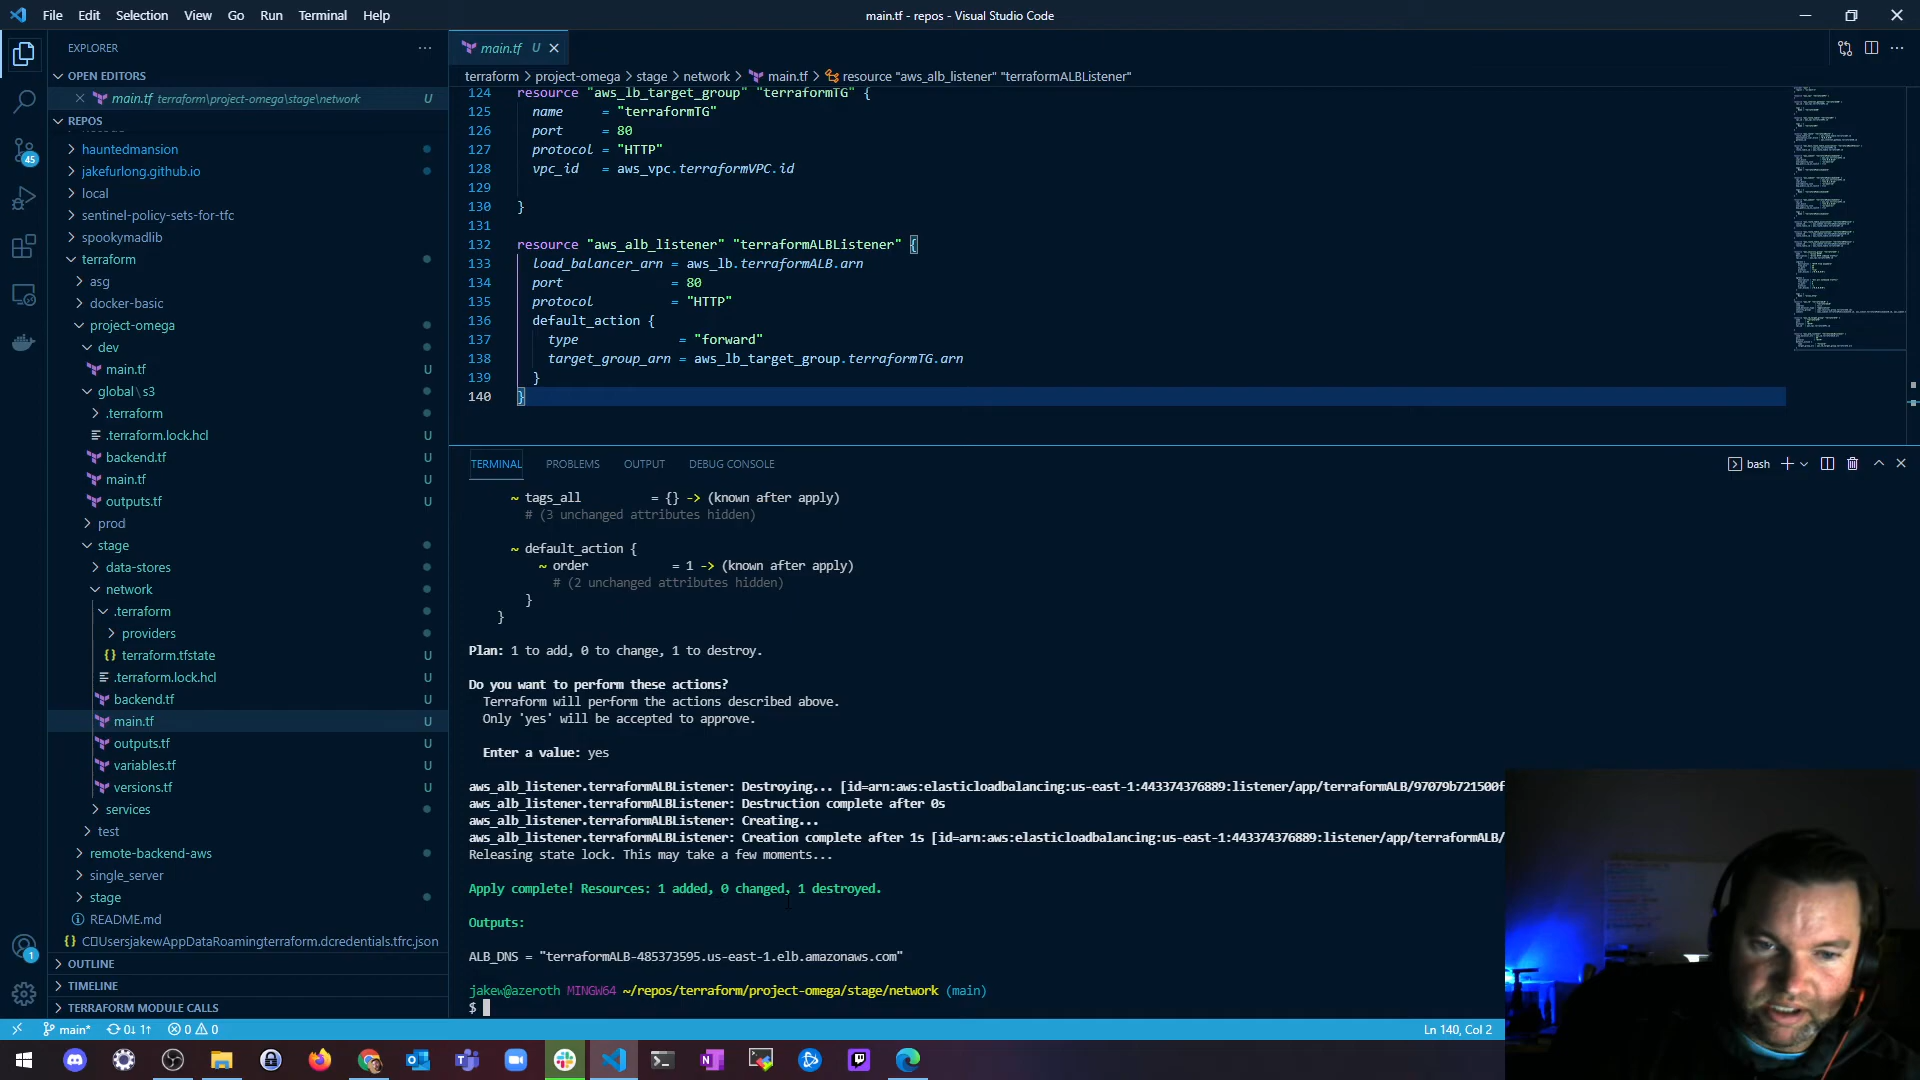 File Edit Selection View Go Run Terminal Help
main.tf - repos - Visual Studio Code
EXPLORER
OPEN EDITORS
main.tf terraform\project-omega\stage\network U
REPOS
hauntedmansion
jakefurlong.github.io
local
sentinel-policy-sets-for-tfc
spookymadlib
terraform
asg
docker-basic
project-omega
dev
main.tf U
global\s3
.terraform
.terraform.lock.hcl U
backend.tf U
main.tf U
outputs.tf U
prod
stage
data-stores
network
.terraform
providers
terraform.tfstate U
.terraform.lock.hcl U
backend.tf U
main.tf U
outputs.tf U
variables.tf U
versions.tf U
services
test
remote-backend-aws
single_server
stage
README.md
C▯UsersjakewAppDataRoamingterraform.dcredentials.tfrc.json
OUTLINE
TIMELINE
TERRAFORM MODULE CALLS
45
1
main.tf U
terraform > project-omega > stage > network > main.tf > resource "aws_alb_listener" "terraformALBListener"
124 resource "aws_lb_target_group" "terraformTG" {
125 name = "terraformTG"
126 port = 80
127 protocol = "HTTP"
128 vpc_id = aws_vpc.terraformVPC.id
129
130 }
131
132 resource "aws_alb_listener" "terraformALBListener" {
133 load_balancer_arn = aws_lb.terraformALB.arn
134 port = 80
135 protocol = "HTTP"
136 default_action {
137 type = "forward"
138 target_group_arn = aws_lb_target_group.terraformTG.arn
139 }
140 }
TERMINAL PROBLEMS OUTPUT DEBUG CONSOLE
bash
~ tags_all = {} -> (known after apply)
# (3 unchanged attributes hidden)
~ default_action {
~ order = 1 -> (known after apply)
# (2 unchanged attributes hidden)
}
}
Plan: 1 to add, 0 to change, 1 to destroy.
Do you want to perform these actions?
Terraform will perform the actions described above.
Only 'yes' will be accepted to approve.
Enter a value: yes
aws_alb_listener.terraformALBListener: Destroying... [id=arn:aws:elasticloadbalancing:us-east-1:443374376889:listener/app/terraformALB/97079b721500f
aws_alb_listener.terraformALBListener: Destruction complete after 0s
aws_alb_listener.terraformALBListener: Creating...
aws_alb_listener.terraformALBListener: Creation complete after 1s [id=arn:aws:elasticloadbalancing:us-east-1:443374376889:listener/app/terraformALB/
Releasing state lock. This may take a few moments...
Apply complete! Resources: 1 added, 0 changed, 1 destroyed.
Outputs:
ALB_DNS = "terraformALB-485373595.us-east-1.elb.amazonaws.com"
jakew@azeroth MINGW64 ~/repos/terraform/project-omega/stage/network (main)
$
main* 0↓ 1↑ 0 0
Ln 140, Col 2